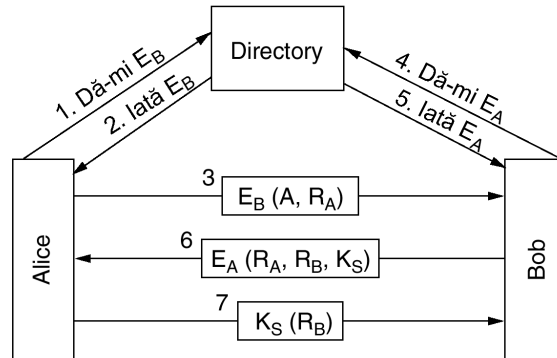 Directory
1. Dă-mi E_B
2. Iată E_B
4. Dă-mi E_A
5. Iată E_A
Alice
Bob
3
E_B (A, R_A)
6
E_A (R_A, R_B, K_S)
7
K_S (R_B)